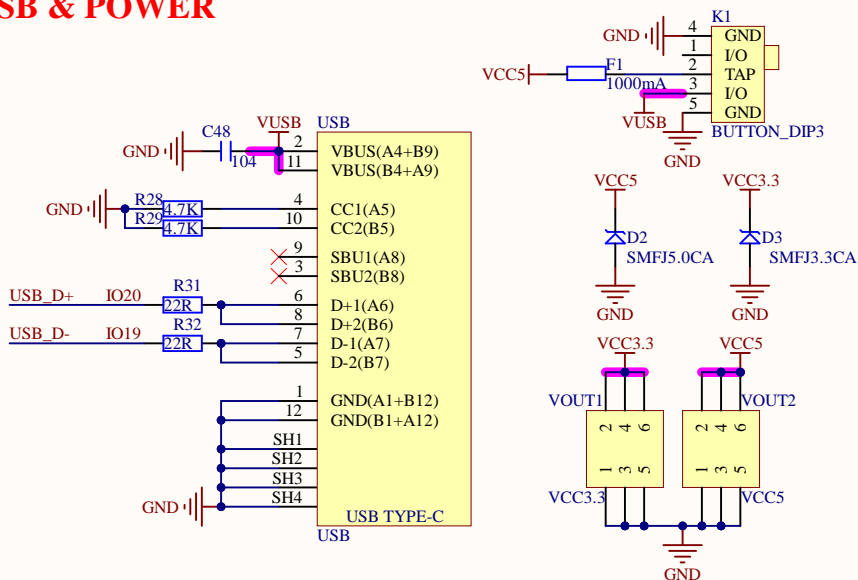 SB & POWER
K1
GND 4 GND
1 I/O
VCC5 F1 2 TAP
1000mA 3 I/O
VUSB 5 GND
BUTTON_DIP3
GND
VUSB USB
C48
GND 104 2 VBUS(A4+B9)
11 VBUS(B4+A9)
R28
GND 4.7K 4 CC1(A5)
R29 4.7K 10 CC2(B5)
9 SBU1(A8)
3 SBU2(B8)
R31
USB_D+ IO20 22R 6 D+1(A6)
8 D+2(B6)
R32
USB_D- IO19 22R 7 D-1(A7)
5 D-2(B7)
1 GND(A1+B12)
12 GND(B1+A12)
SH1
SH2
SH3
GND SH4
USB TYPE-C
USB
VCC5 VCC3.3
D2 D3
SMFJ5.0CA SMFJ3.3CA
GND GND
VCC3.3 VCC5
VOUT1 VOUT2
2 4 6 2 4 6
1 3 5 1 3 5
VCC3.3 VCC5
GND